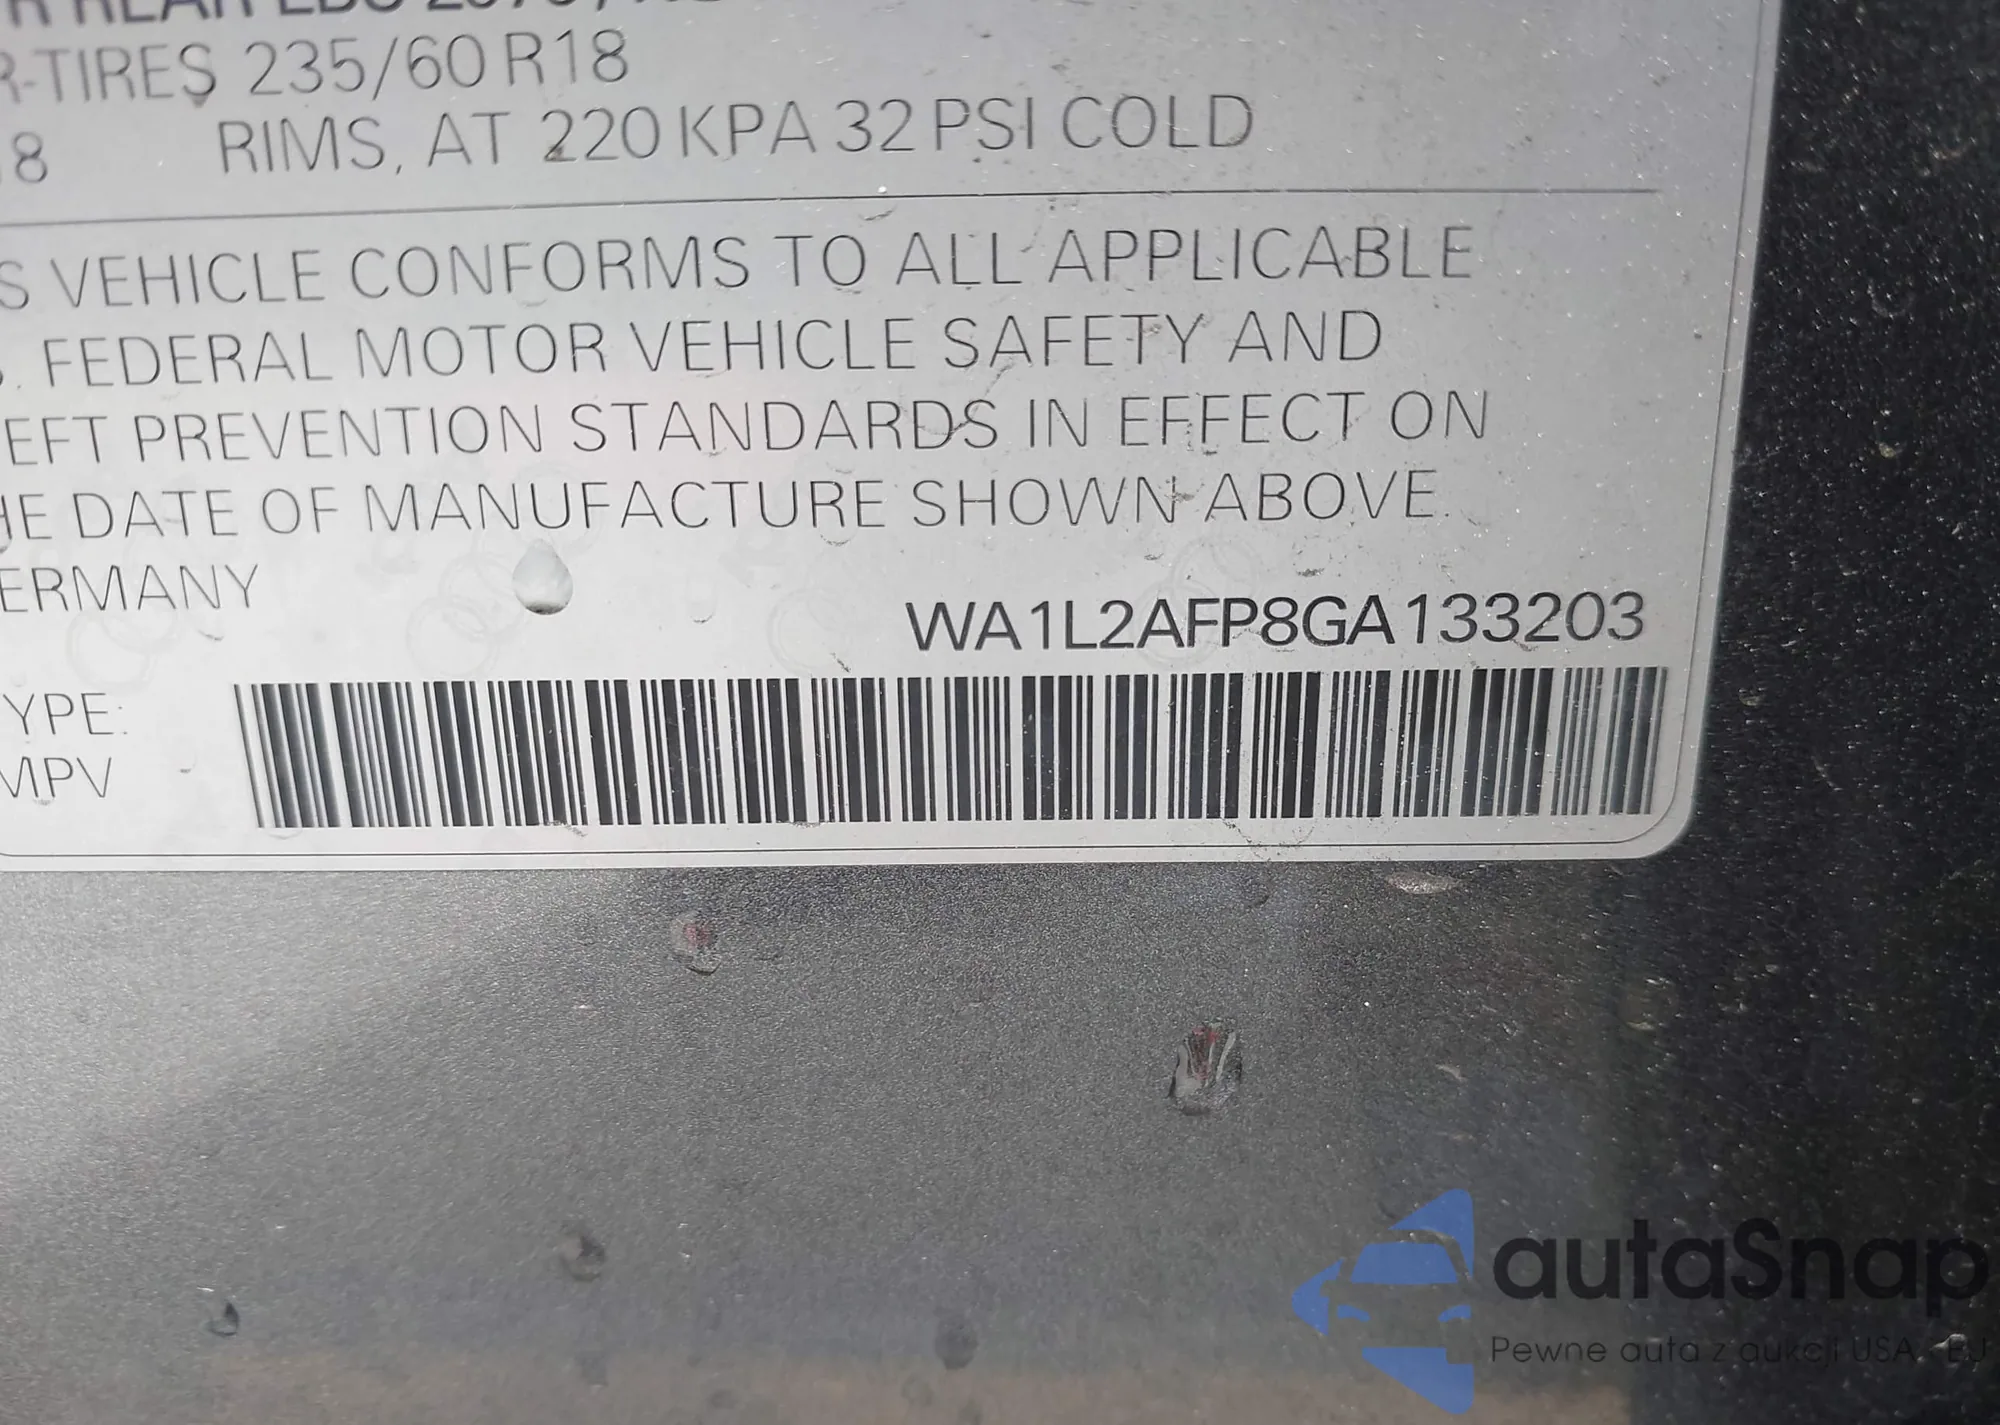 R-TIRES 235/60 R18
18 RIMS, AT 220 KPA 32 PSI COLD
S VEHICLE CONFORMS TO ALL APPLICABLE
. FEDERAL MOTOR VEHICLE SAFETY AND
EFT PREVENTION STANDARDS IN EFFECT ON
HE DATE OF MANUFACTURE SHOWN ABOVE.
ERMANY
WA1L2AFP8GA133203
YPE:
MPV
autaSnap
Pewne auta z aukcji USA - EU